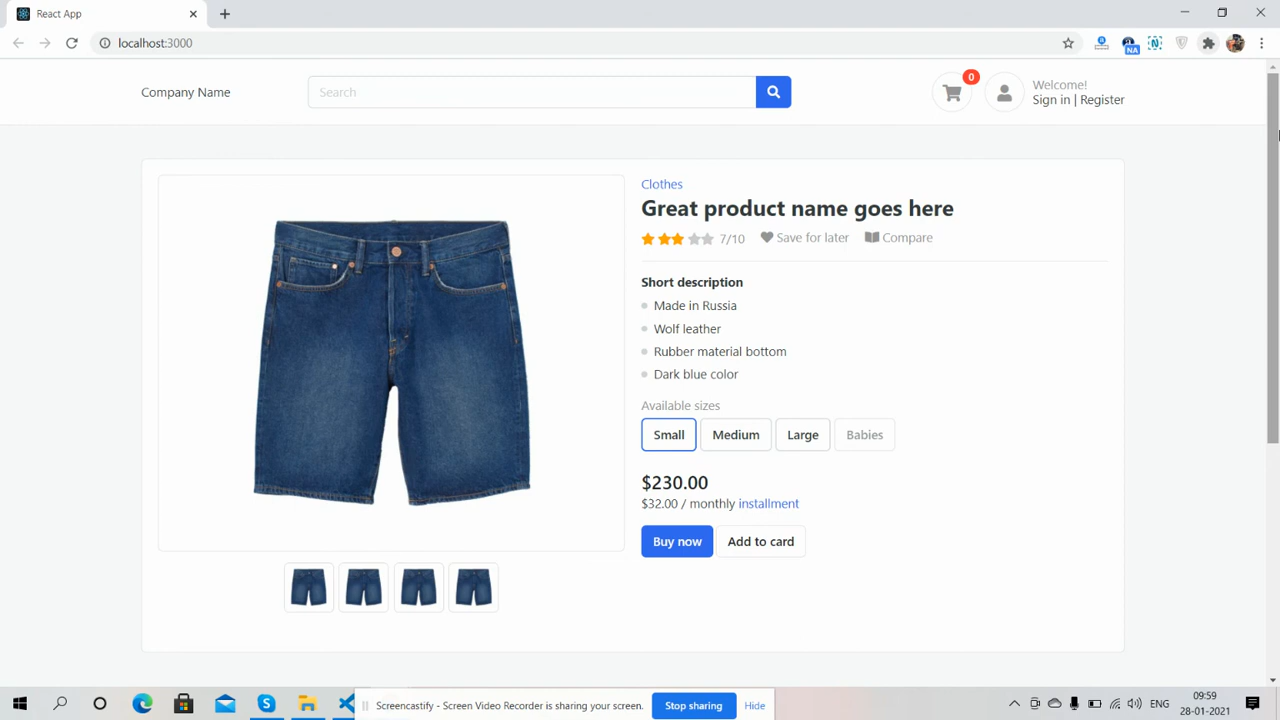 React App
localhost:3000
NA
Company Name
Search
0
Welcome!
Sign in | Register
Clothes
Great product name goes here
7/10 Save for later Compare
Short description
Made in Russia
Wolf leather
Rubber material bottom
Dark blue color
Available sizes
Small Medium Large Babies
$230.00
$32.00 / monthly installment
Buy now Add to card
Screencastify - Screen Video Recorder is sharing your screen. Stop sharing Hide
ENG
09:59
28-01-2021